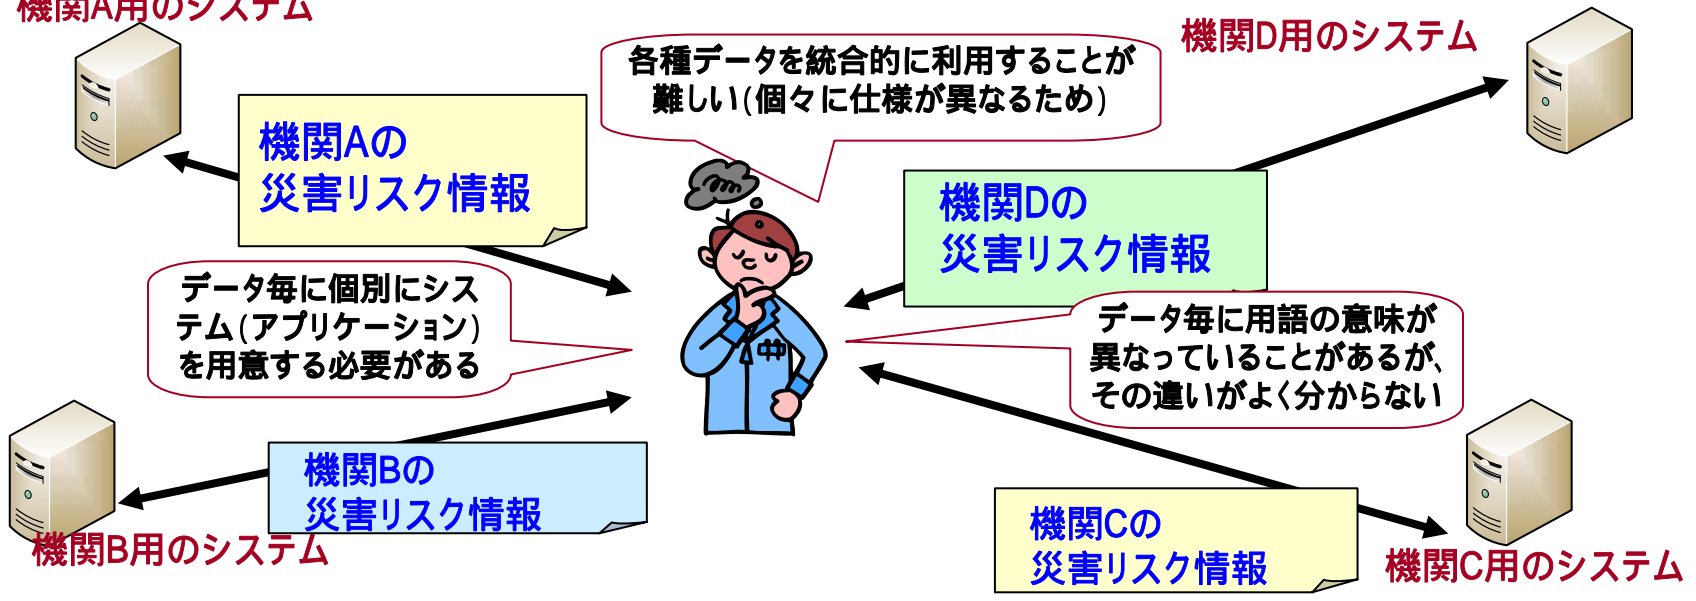 機関A用のシステム
機関D用のシステム
各種データを統合的に利用することが
難しい(個々に仕様が異なるため)
機関Aの
災害リスク情報
機関Dの
災害リスク情報
データ毎に個別にシス
テム(アプリケーション)
を用意する必要がある
データ毎に用語の意味が
異なっていることがあるが、
その違いがよく分からない
機関Bの
災害リスク情報
機関B用のシステム
機関Cの
災害リスク情報
機関C用のシステム